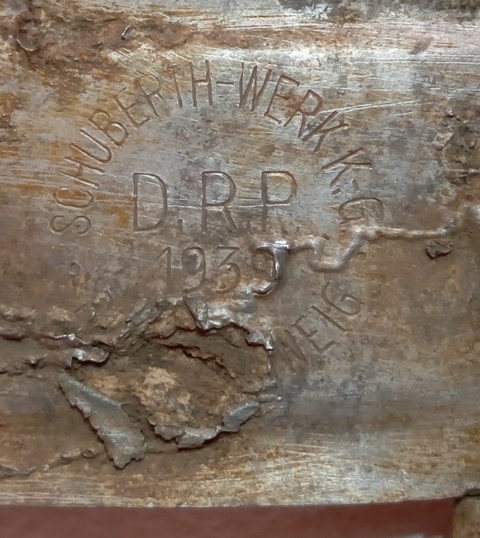 SCHUBERTH-WERK K.G.
D.R.P.
1939